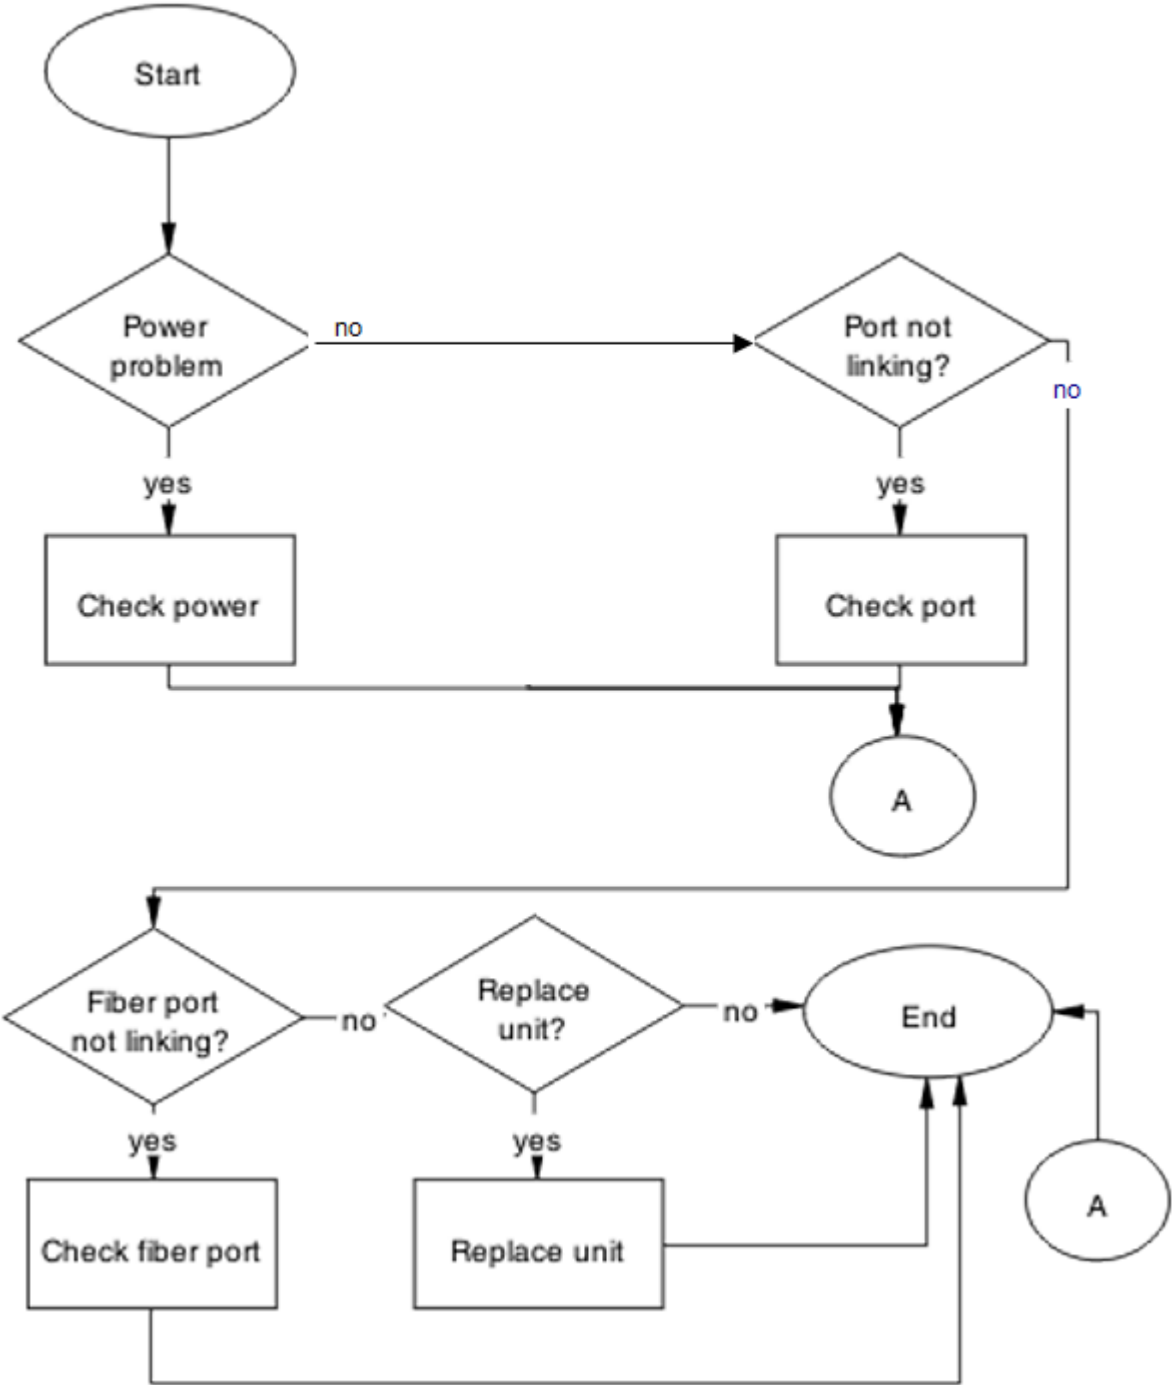 Start
Power
problem
no
Port not
linking?
no
yes
yes
Check power
Check port
A
Fiber port
not linking?
no
Replace
unit?
no
End
yes
yes
A
Check fiber port
Replace unit